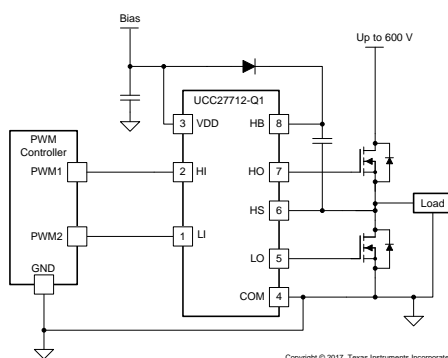 Bias
Up to 600 V
UCC27712-Q1
3 VDD HB 8
PWM
Controller
PWM1 2 HI HO 7
HS 6 Load
PWM2 1 LI
LO 5
GND
COM 4
Copyright © 2017, Texas Instruments Incorporated